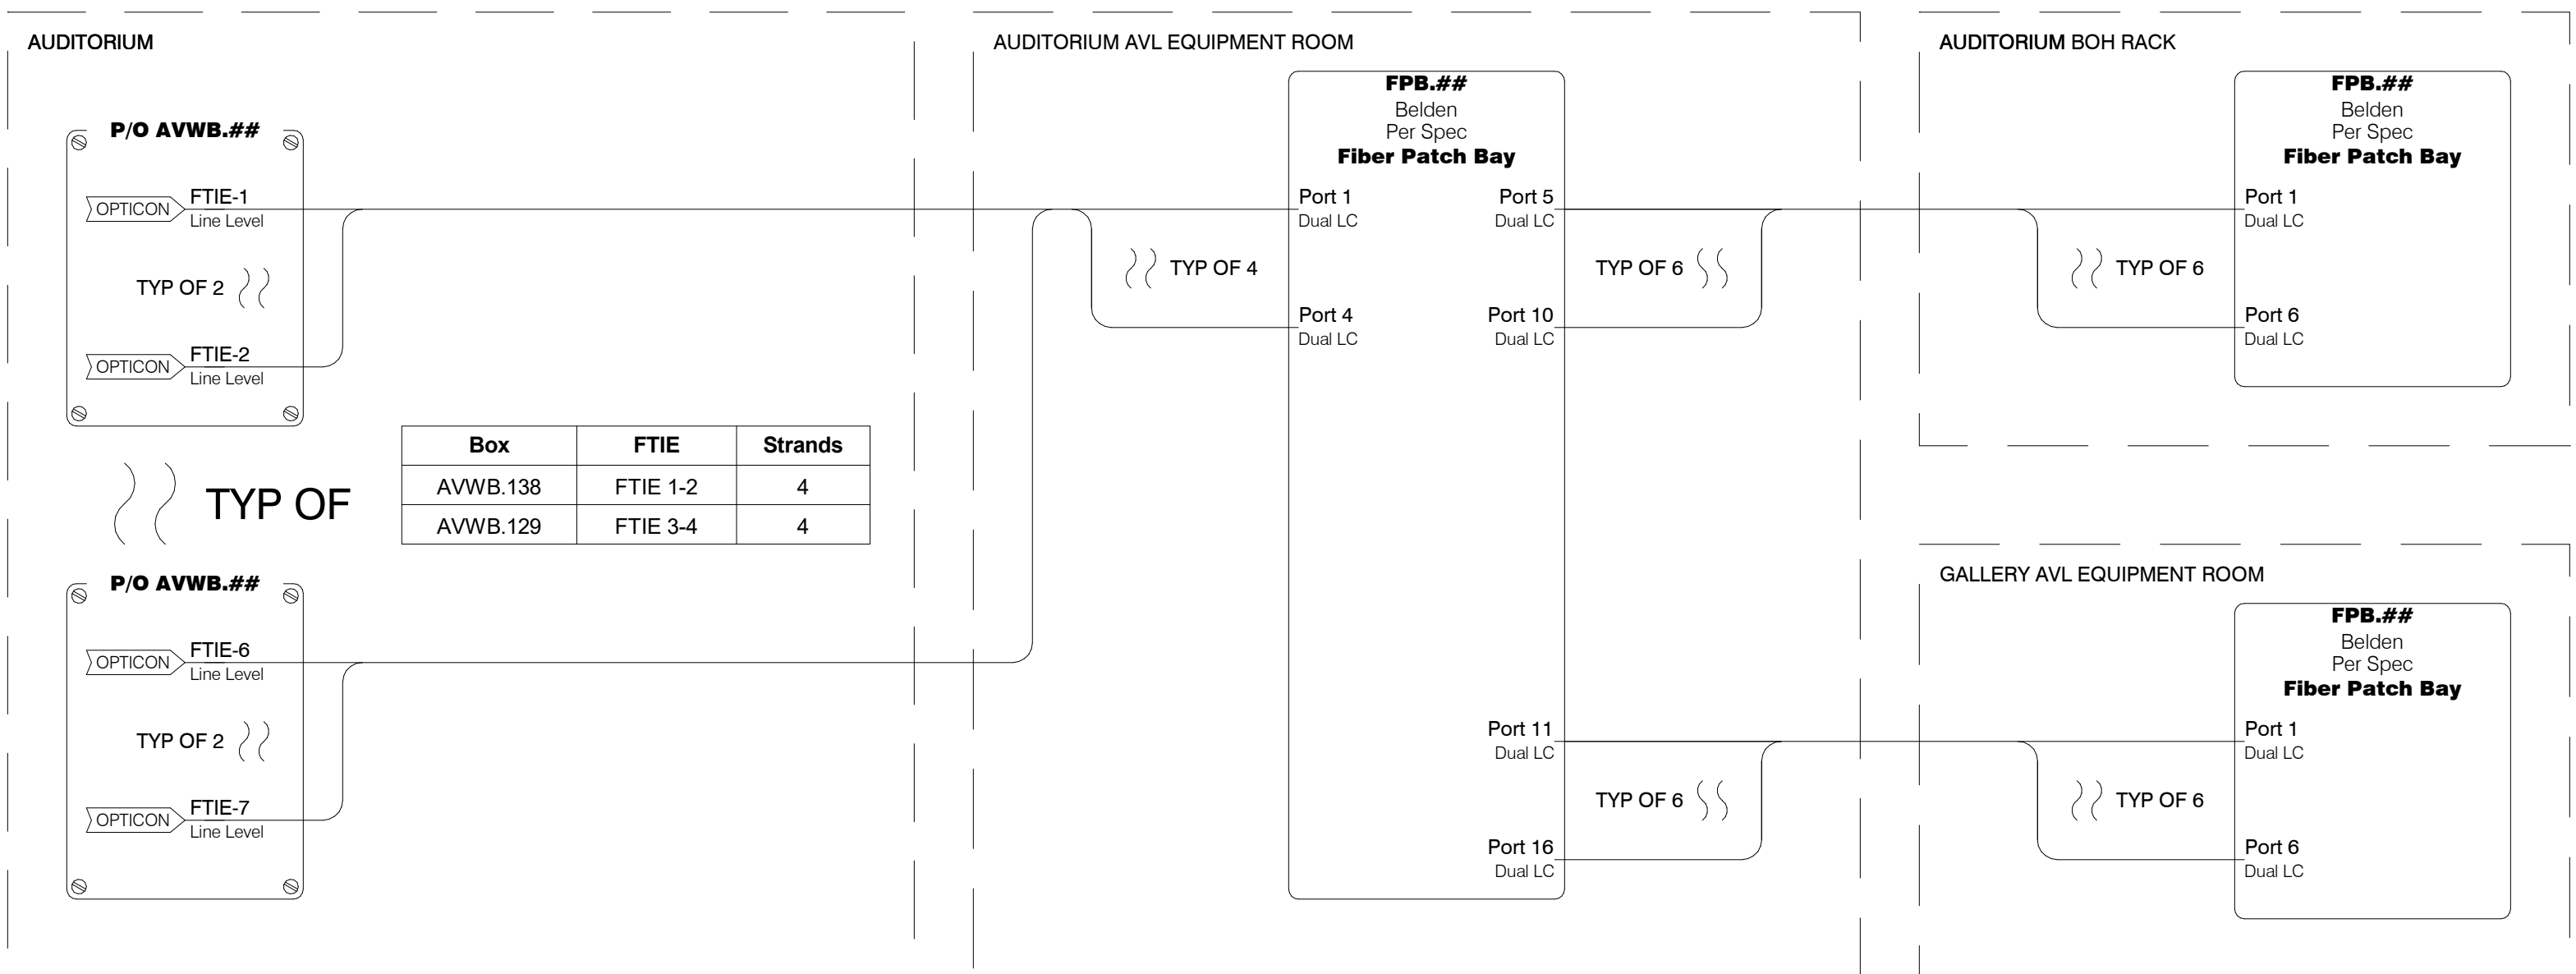 AUDITORIUM
P/O AVWB.##
OPTICON
FTIE-1
Line Level
TYP OF 2
OPTICON
FTIE-2
Line Level
TYP OF
Box FTIE Strands
AVWB.138 FTIE 1-2 4
AVWB.129 FTIE 3-4 4
P/O AVWB.##
OPTICON
FTIE-6
Line Level
TYP OF 2
OPTICON
FTIE-7
Line Level
AUDITORIUM AVL EQUIPMENT ROOM
FPB.##
Belden
Per Spec
Fiber Patch Bay
Port 1
Dual LC
TYP OF 4
Port 4
Dual LC
Port 5
Dual LC
TYP OF 6
Port 10
Dual LC
Port 11
Dual LC
TYP OF 6
Port 16
Dual LC
AUDITORIUM BOH RACK
FPB.##
Belden
Per Spec
Fiber Patch Bay
Port 1
Dual LC
TYP OF 6
Port 6
Dual LC
GALLERY AVL EQUIPMENT ROOM
FPB.##
Belden
Per Spec
Fiber Patch Bay
Port 1
Dual LC
TYP OF 6
Port 6
Dual LC